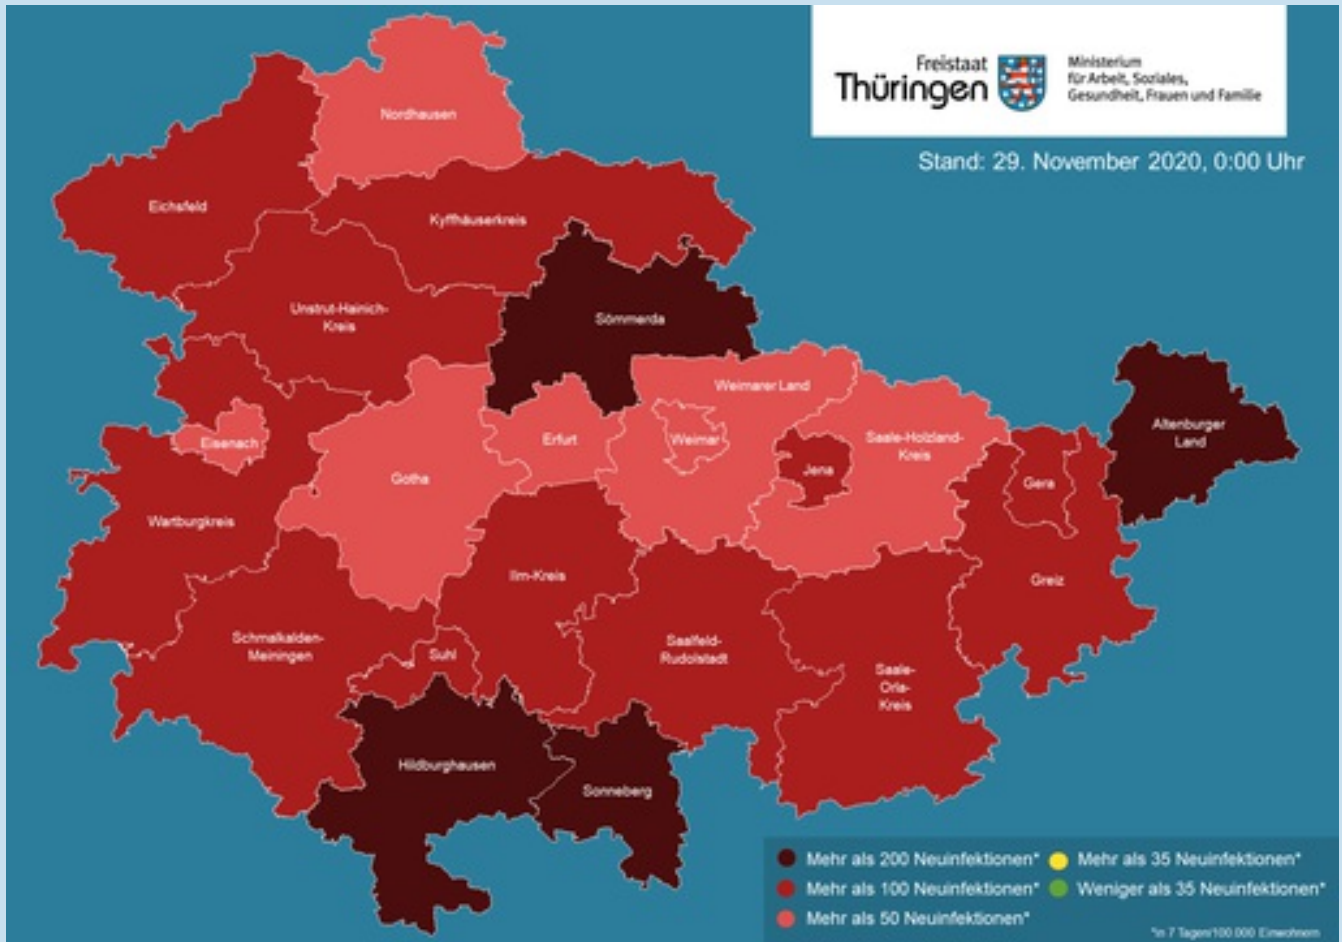 Freistaat
Thüringen
Ministerium
für Arbeit, Soziales,
Gesundheit, Frauen und Familie
Stand: 29. November 2020, 0:00 Uhr
Nordhausen
Eichsfeld
Kyffhäuserkreis
Unstrut-Hainich-
Kreis
Sömmerda
Weimarer Land
Altenburger
Land
Eisenach
Erfurt
Weimar
Saale-Holzland-
Kreis
Jena
Gotha
Gera
Wartburgkreis
Ilm-Kreis
Greiz
Schmalkalden-
Meiningen
Suhl
Saalfeld-
Rudolstadt
Saale-
Orla-
Kreis
Hildburghausen
Sonneberg
Mehr als 200 Neuinfektionen*
Mehr als 35 Neuinfektionen*
Mehr als 100 Neuinfektionen*
Weniger als 35 Neuinfektionen*
Mehr als 50 Neuinfektionen*
*in 7 Tagen/100 000 Einwohnern